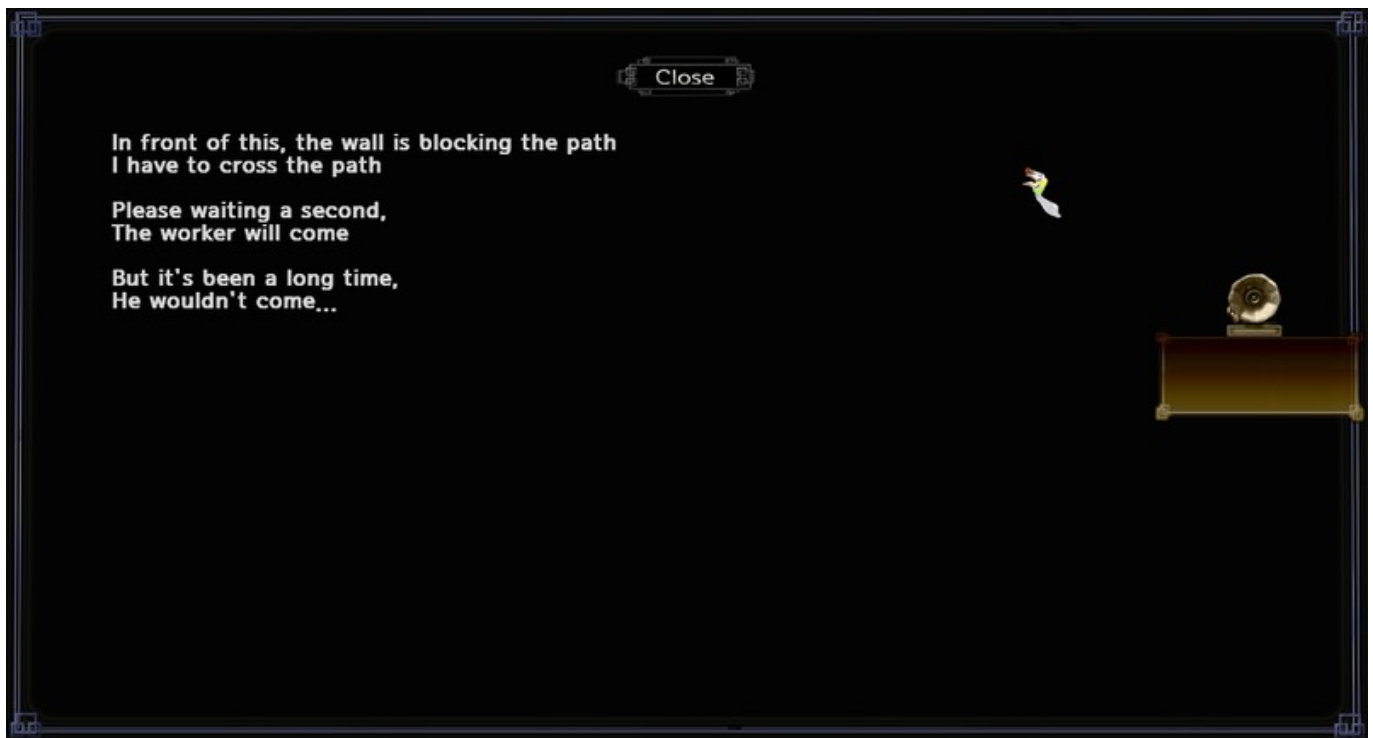 Close
In front of this, the wall is blocking the path
I have to cross the path
Please waiting a second,
The worker will come
But it's been a long time,
He wouldn't come...